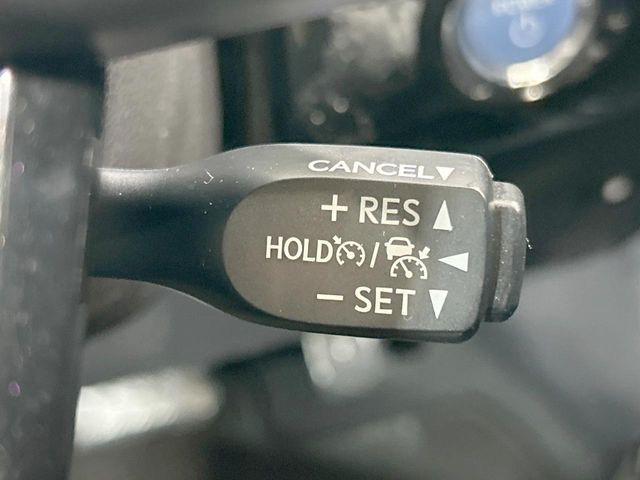 CANCEL▼
+ RES ▲
HOLD / ◀
− SET ▼